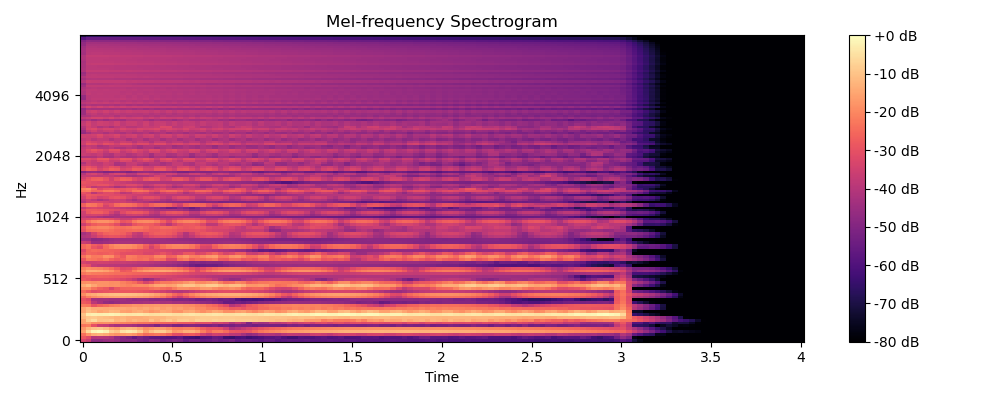 Mel-frequency Spectrogram
Hz
4096
2048
1024
512
0
0 0.5 1 1.5 2 2.5 3 3.5 4
Time
+0 dB
-10 dB
-20 dB
-30 dB
-40 dB
-50 dB
-60 dB
-70 dB
-80 dB